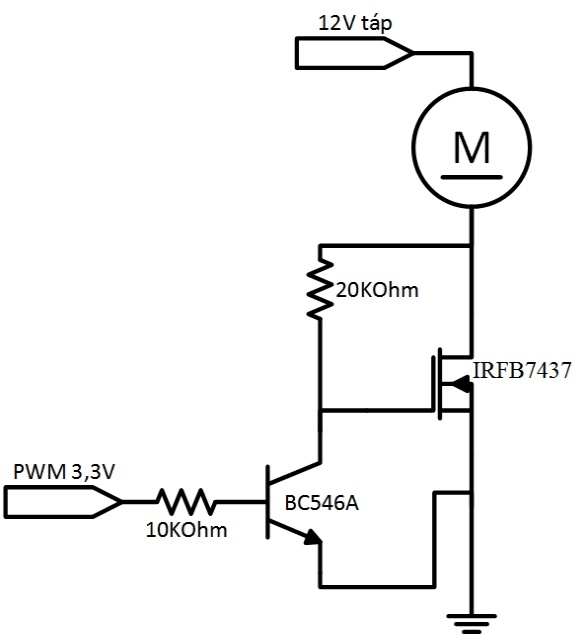 12V táp
M
20KOhm
IRFB7437
PWM 3,3V
BC546A
10KOhm